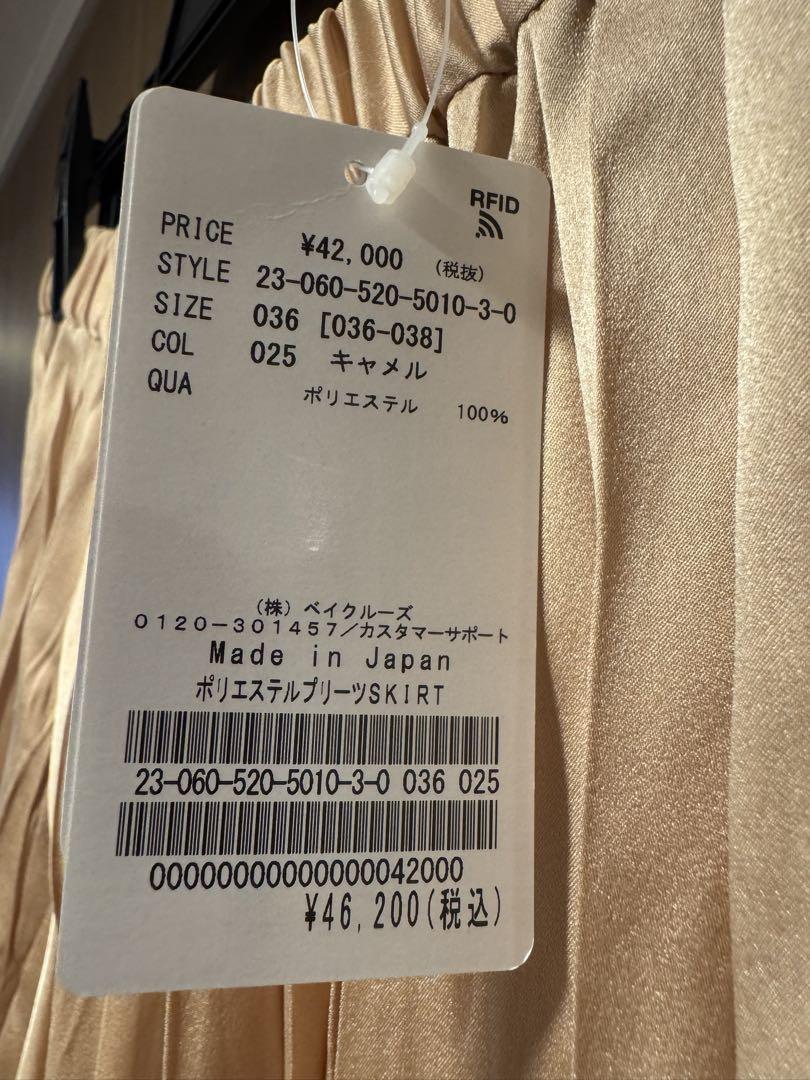 RFID
PRICE ¥42,000 (税抜)
STYLE 23-060-520-5010-3-0
SIZE 036 [036-038]
COL 025 キャメル
QUA ポリエステル 100%
(株)ベイクルーズ
0120-301457/カスタマーサポート
Made in Japan
ポリエステルプリーツSKIRT
23-060-520-5010-3-0 036 025
00000000000000042000
¥46,200(税込)